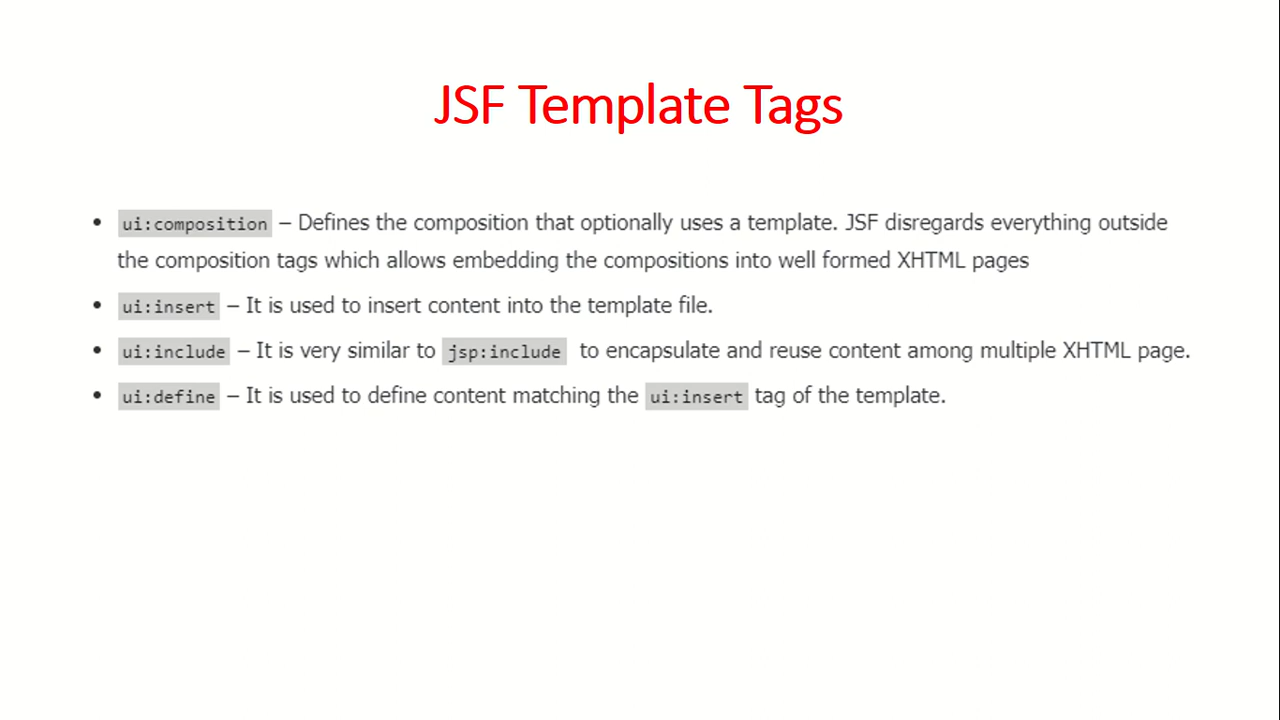 JSF Template Tags
• ui:composition – Defines the composition that optionally uses a template. JSF disregards everything outside
the composition tags which allows embedding the compositions into well formed XHTML pages
• ui:insert – It is used to insert content into the template file.
• ui:include – It is very similar to jsp:include to encapsulate and reuse content among multiple XHTML page.
• ui:define – It is used to define content matching the ui:insert tag of the template.